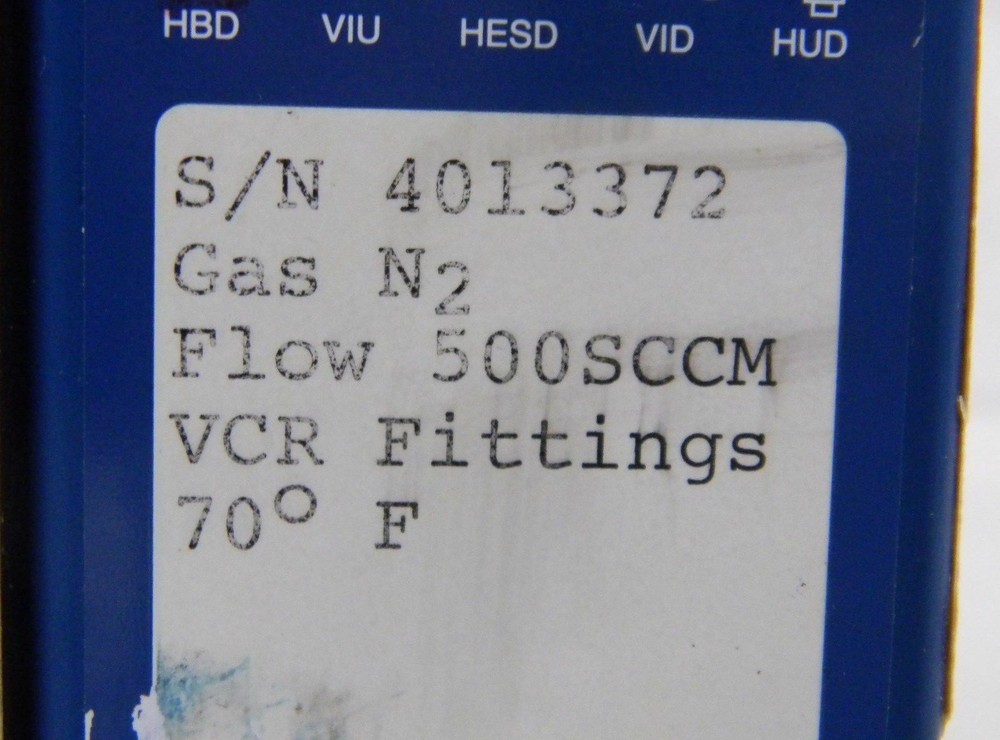 HBD VIU HESD VID HUD
S/N 4013372
Gas N2
Flow 500SCCM
VCR Fittings
70° F